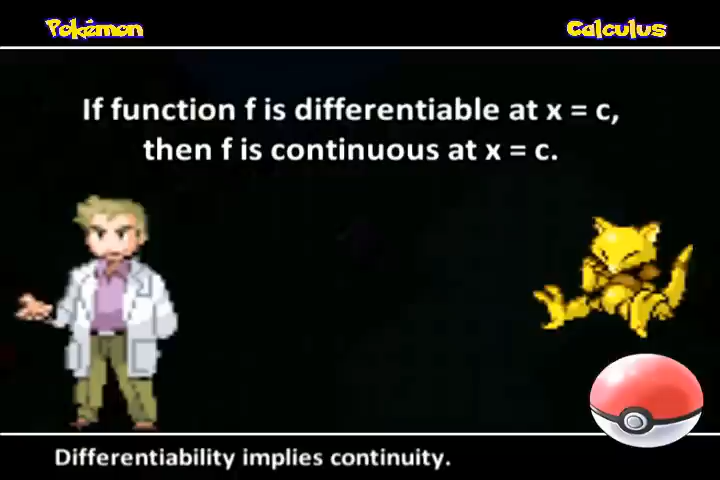 Pokémon
Calculus
If function f is differentiable at x = c,
then f is continuous at x = c.
Differentiability implies continuity.